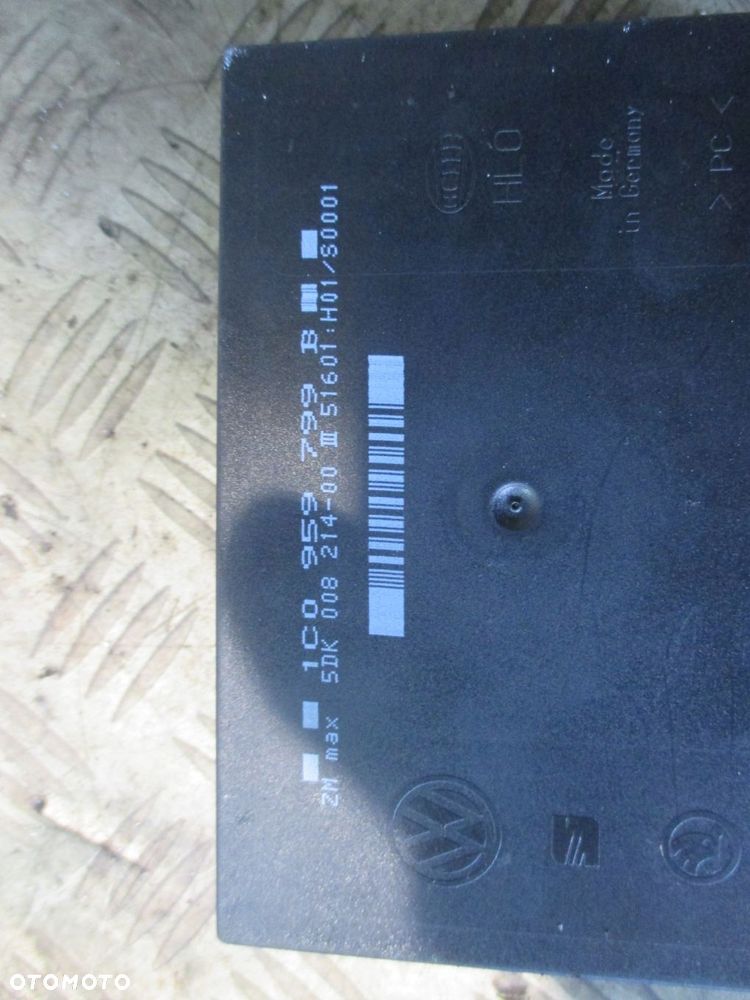 1C0 959 799 B
ZM max 5DK 008 214-00 III 51601:H01/S0001
HELLA
HLO
Made
in Germany
> PC <
OTOMOTO